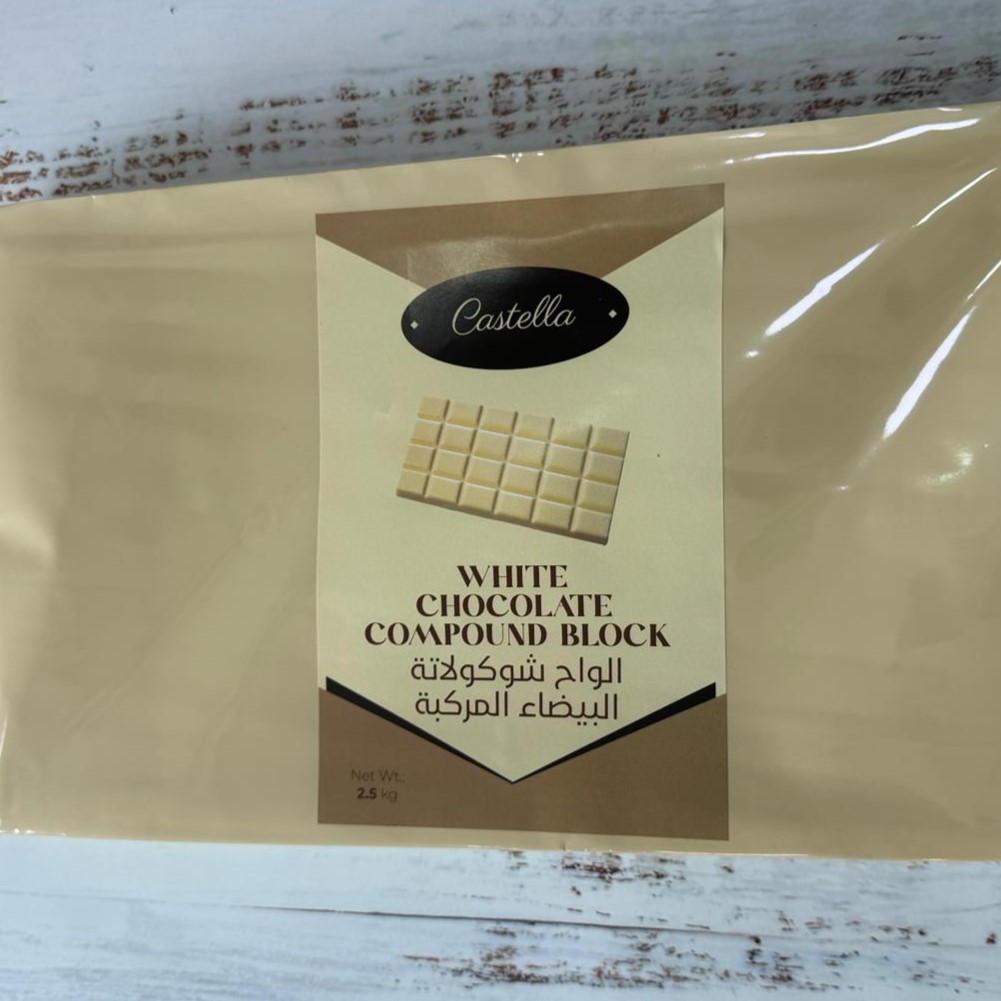 Castella
WHITE
CHOCOLATE
COMPOUND BLOCK
الواح شوكولاتة
البيضاء المركبة
Net Wt.:
2.5 kg